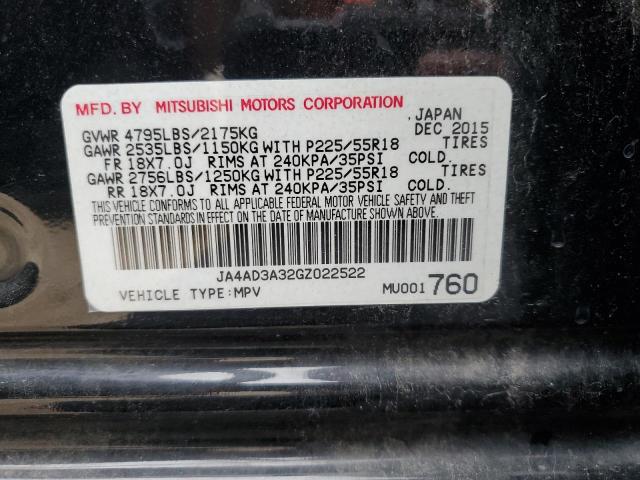 MFD. BY MITSUBISHI MOTORS CORPORATION
JAPAN
GVWR 4795LBS/2175KG DEC 2015
GAWR 2535LBS/1150KG WITH P225/55R18 TIRES
FR 18X7.0J RIMS AT 240KPA/35PSI COLD.
GAWR 2756LBS/1250KG WITH P225/55R18 TIRES
RR 18X7.0J RIMS AT 240KPA/35PSI COLD.
THIS VEHICLE CONFORMS TO ALL APPLICABLE FEDERAL MOTOR VEHICLE SAFETY AND THEFT
PREVENTION STANDARDS IN EFFECT ON THE DATE OF MANUFACTURE SHOWN ABOVE.
JA4AD3A32GZ022522
VEHICLE TYPE:MPV MU001760